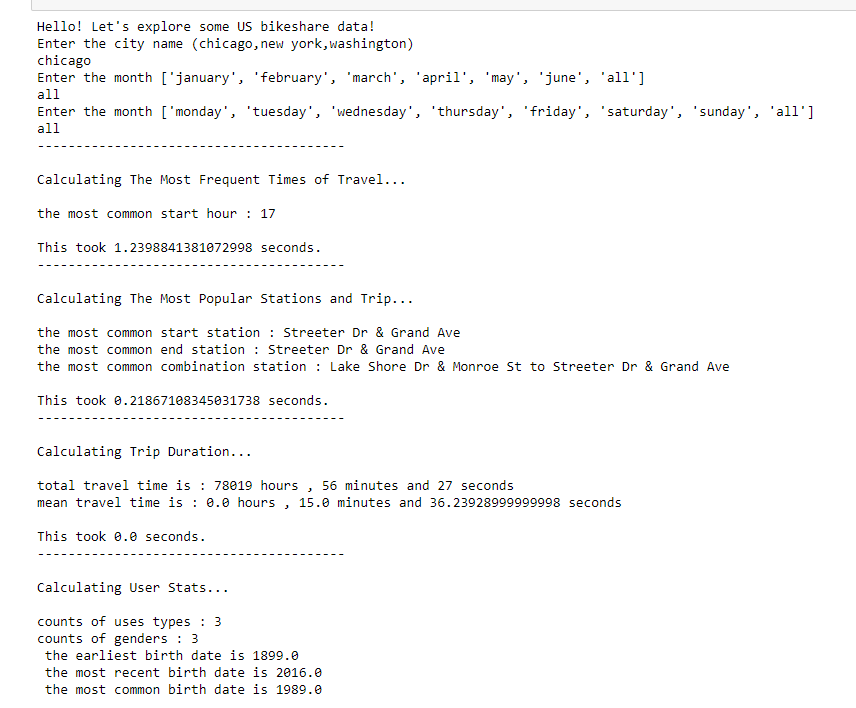 Hello! Let's explore some US bikeshare data!
Enter the city name (chicago,new york,washington)
chicago
Enter the month ['january', 'february', 'march', 'april', 'may', 'june', 'all']
all
Enter the month ['monday', 'tuesday', 'wednesday', 'thursday', 'friday', 'saturday', 'sunday', 'all']
all
----------------------------------------
Calculating The Most Frequent Times of Travel...
the most common start hour : 17
This took 1.2398841381072998 seconds.
----------------------------------------
Calculating The Most Popular Stations and Trip...
the most common start station : Streeter Dr & Grand Ave
the most common end station : Streeter Dr & Grand Ave
the most common combination station : Lake Shore Dr & Monroe St to Streeter Dr & Grand Ave
This took 0.21867108345031738 seconds.
----------------------------------------
Calculating Trip Duration...
total travel time is : 78019 hours , 56 minutes and 27 seconds
mean travel time is : 0.0 hours , 15.0 minutes and 36.23928999999998 seconds
This took 0.0 seconds.
----------------------------------------
Calculating User Stats...
counts of uses types : 3
counts of genders : 3
the earliest birth date is 1899.0
the most recent birth date is 2016.0
the most common birth date is 1989.0